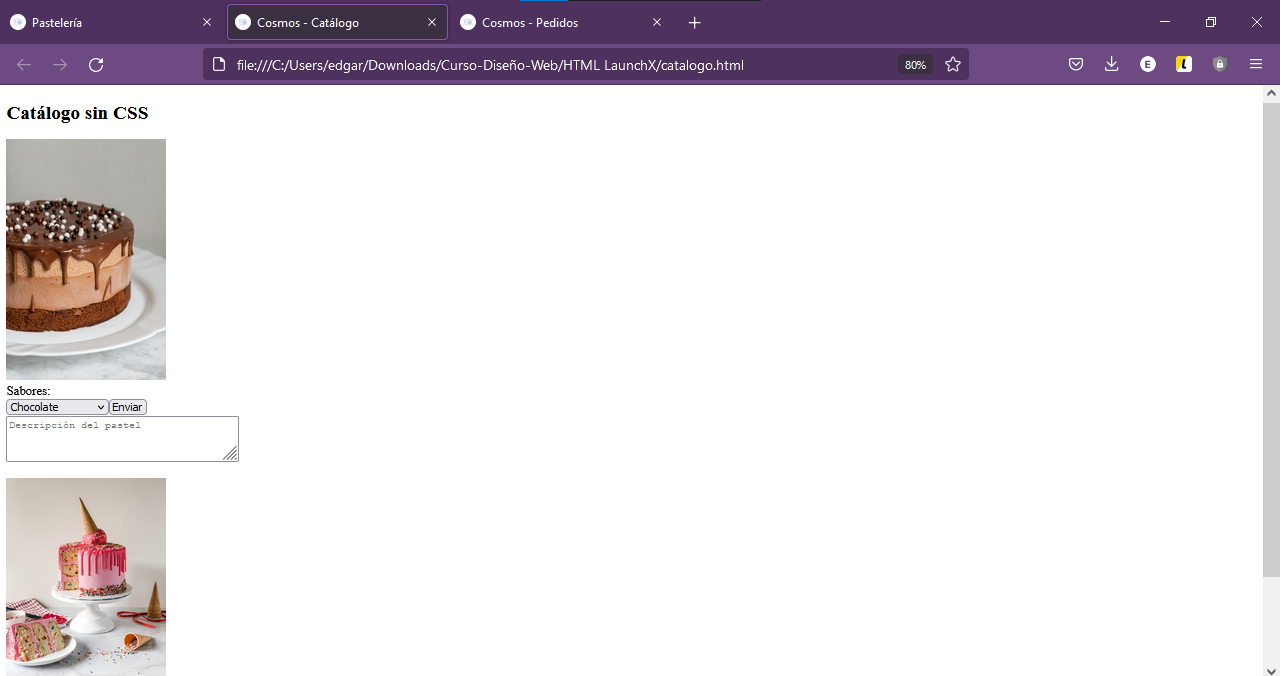 Pastelería
Cosmos - Catálogo
Cosmos - Pedidos
file:///C:/Users/edgar/Downloads/Curso-Diseño-Web/HTML LaunchX/catalogo.html
80%
E
L
Catálogo sin CSS
Sabores:
Chocolate Enviar
Descripción del pastel